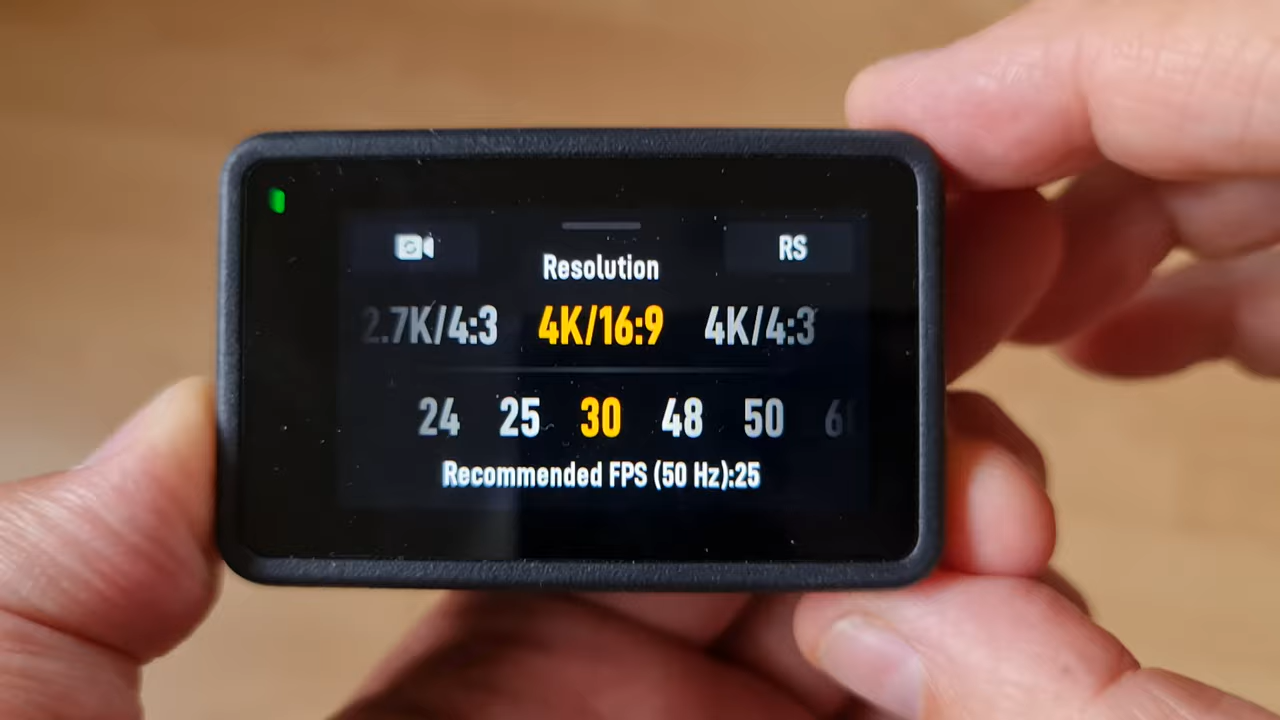 RS
Resolution
2.7K/4:3 4K/16:9 4K/4:3
24 25 30 48 50
Recommended FPS (50 Hz):25